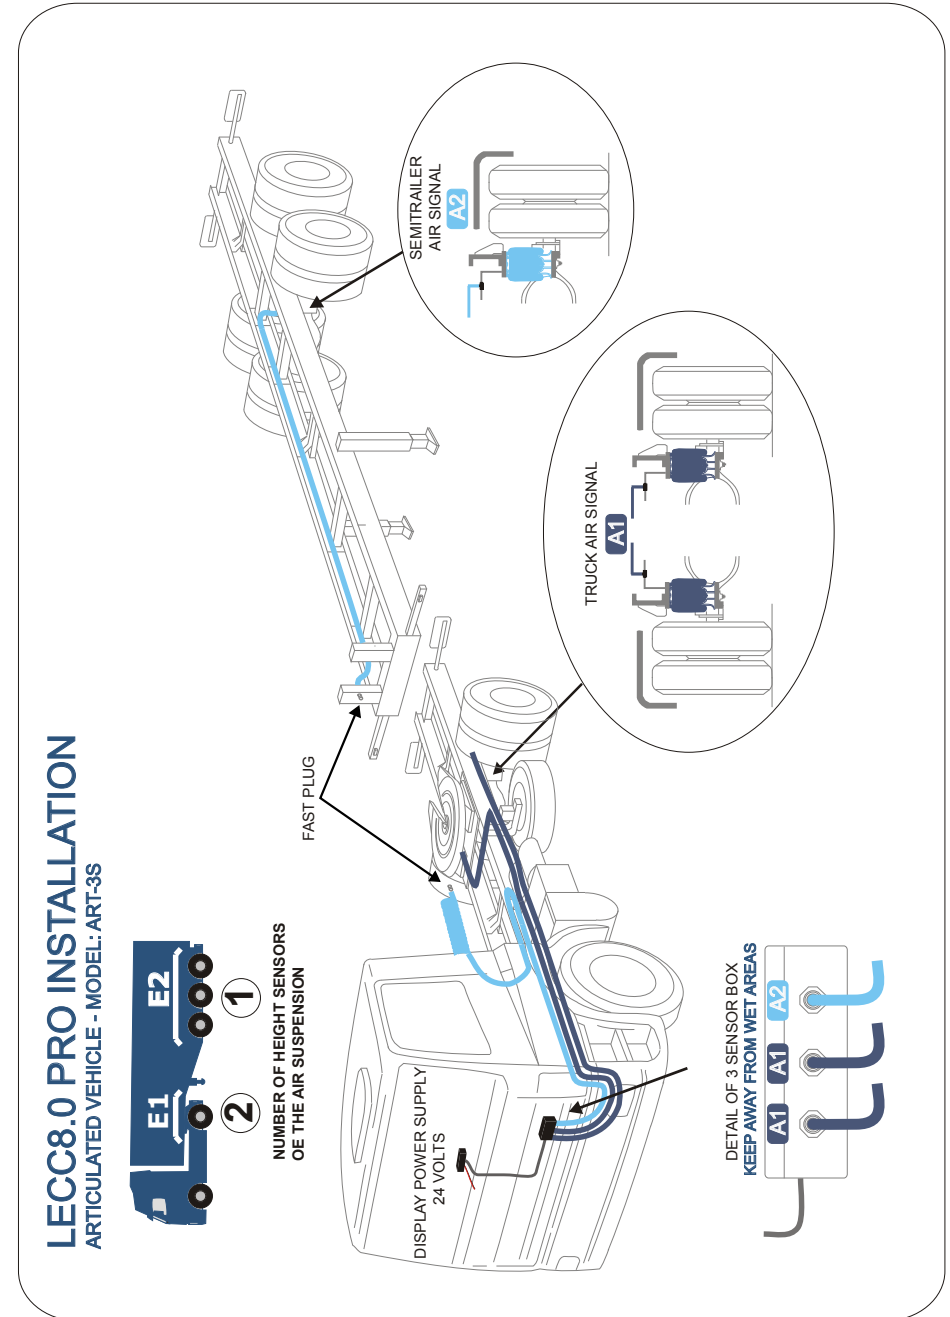 LECC8.0 PRO INSTALLATION
ARTICULATED VEHICLE - MODEL: ART-3S
E1
E2
2
1
NUMBER OF HEIGHT SENSORS
OE THE AIR SUSPENSION
FAST PLUG
SEMITRAILER
AIR SIGNAL
A2
TRUCK AIR SIGNAL
A1
DISPLAY POWER SUPPLY
24 VOLTS
DETAIL OF 3 SENSOR BOX
KEEP AWAY FROM WET AREAS
A1
A1
A2